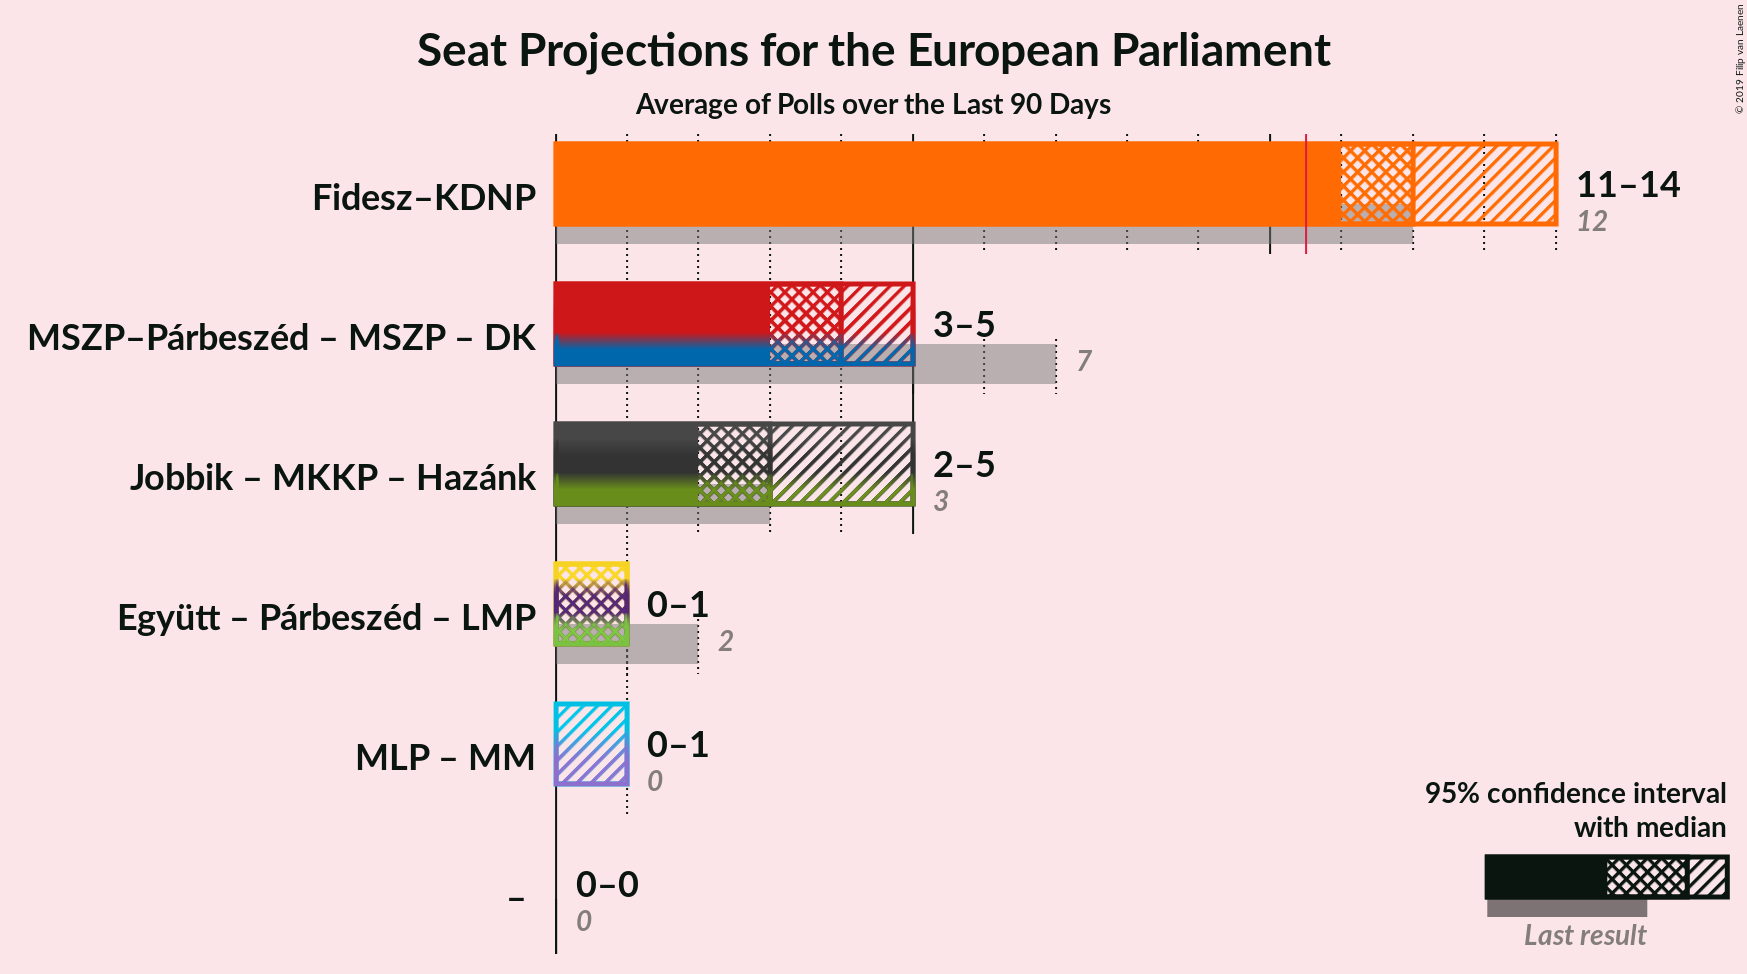 Seat Projections for the European Parliament
Average of Polls over the Last 90 Days
© 2019 Filip van Laenen
Fidesz–KDNP
11–14
12
MSZP–Párbeszéd – MSZP – DK
3–5
7
Jobbik – MKKP – Hazánk
2–5
3
Együtt – Párbeszéd – LMP
0–1
2
MLP – MM
0–1
0
–
0–0
0
95% confidence interval
with median
Last result